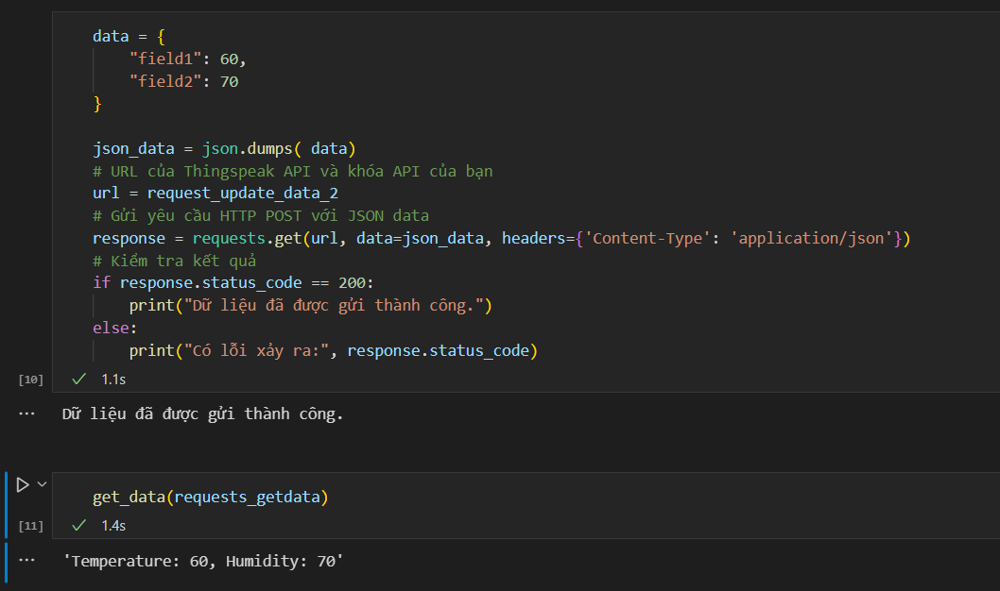 data = {
    "field1": 60,
    "field2": 70
}
json_data = json.dumps( data)
# URL của Thingspeak API và khóa API của bạn
url = request_update_data_2
# Gửi yêu cầu HTTP POST với JSON data
response = requests.get(url, data=json_data, headers={'Content-Type': 'application/json'})
# Kiểm tra kết quả
if response.status_code == 200:
    print("Dữ liệu đã được gửi thành công.")
else:
    print("Có lỗi xảy ra:", response.status_code)
[10] 1.1s
... Dữ liệu đã được gửi thành công.
get_data(requests_getdata)
[11] 1.4s
... 'Temperature: 60, Humidity: 70'